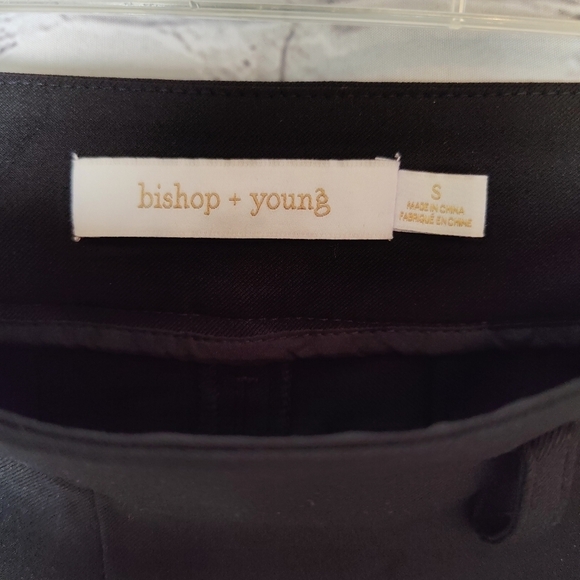 bishop + young
S
MADE IN CHINA
FABRIQUÉ EN CHINE